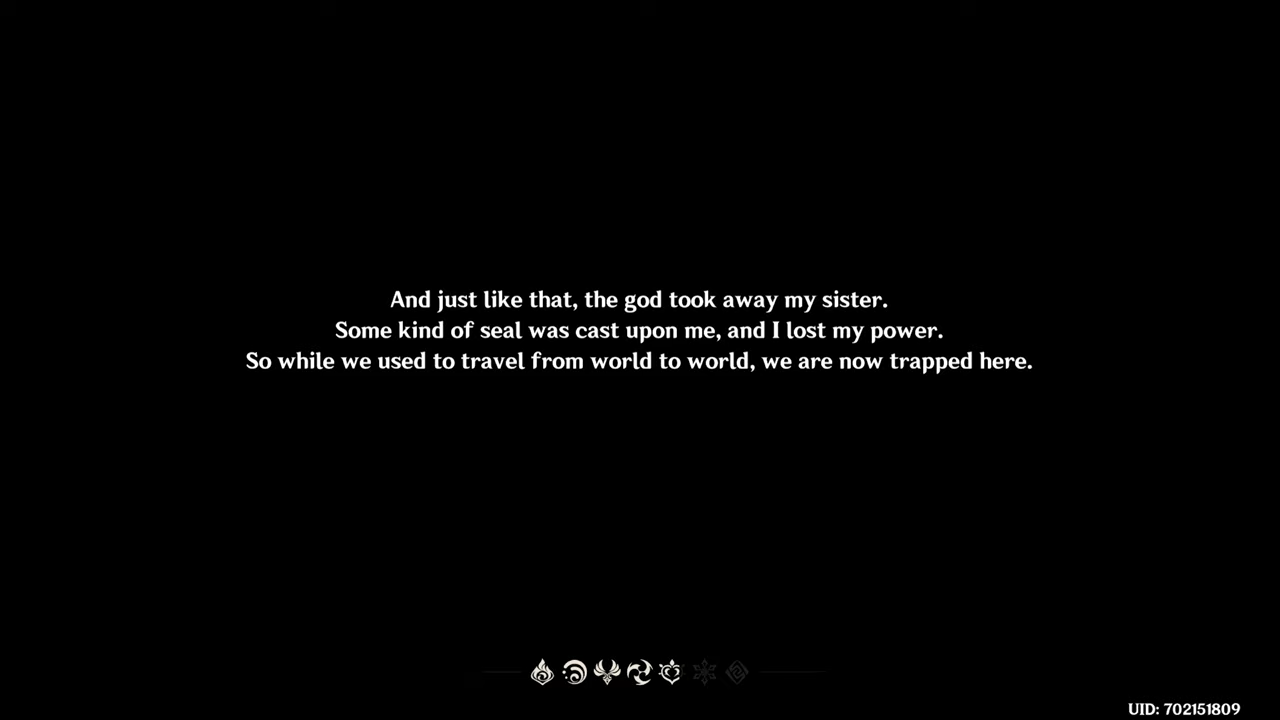 And just like that, the god took away my sister.
Some kind of seal was cast upon me, and I lost my power.
So while we used to travel from world to world, we are now trapped here.
UID: 702151809